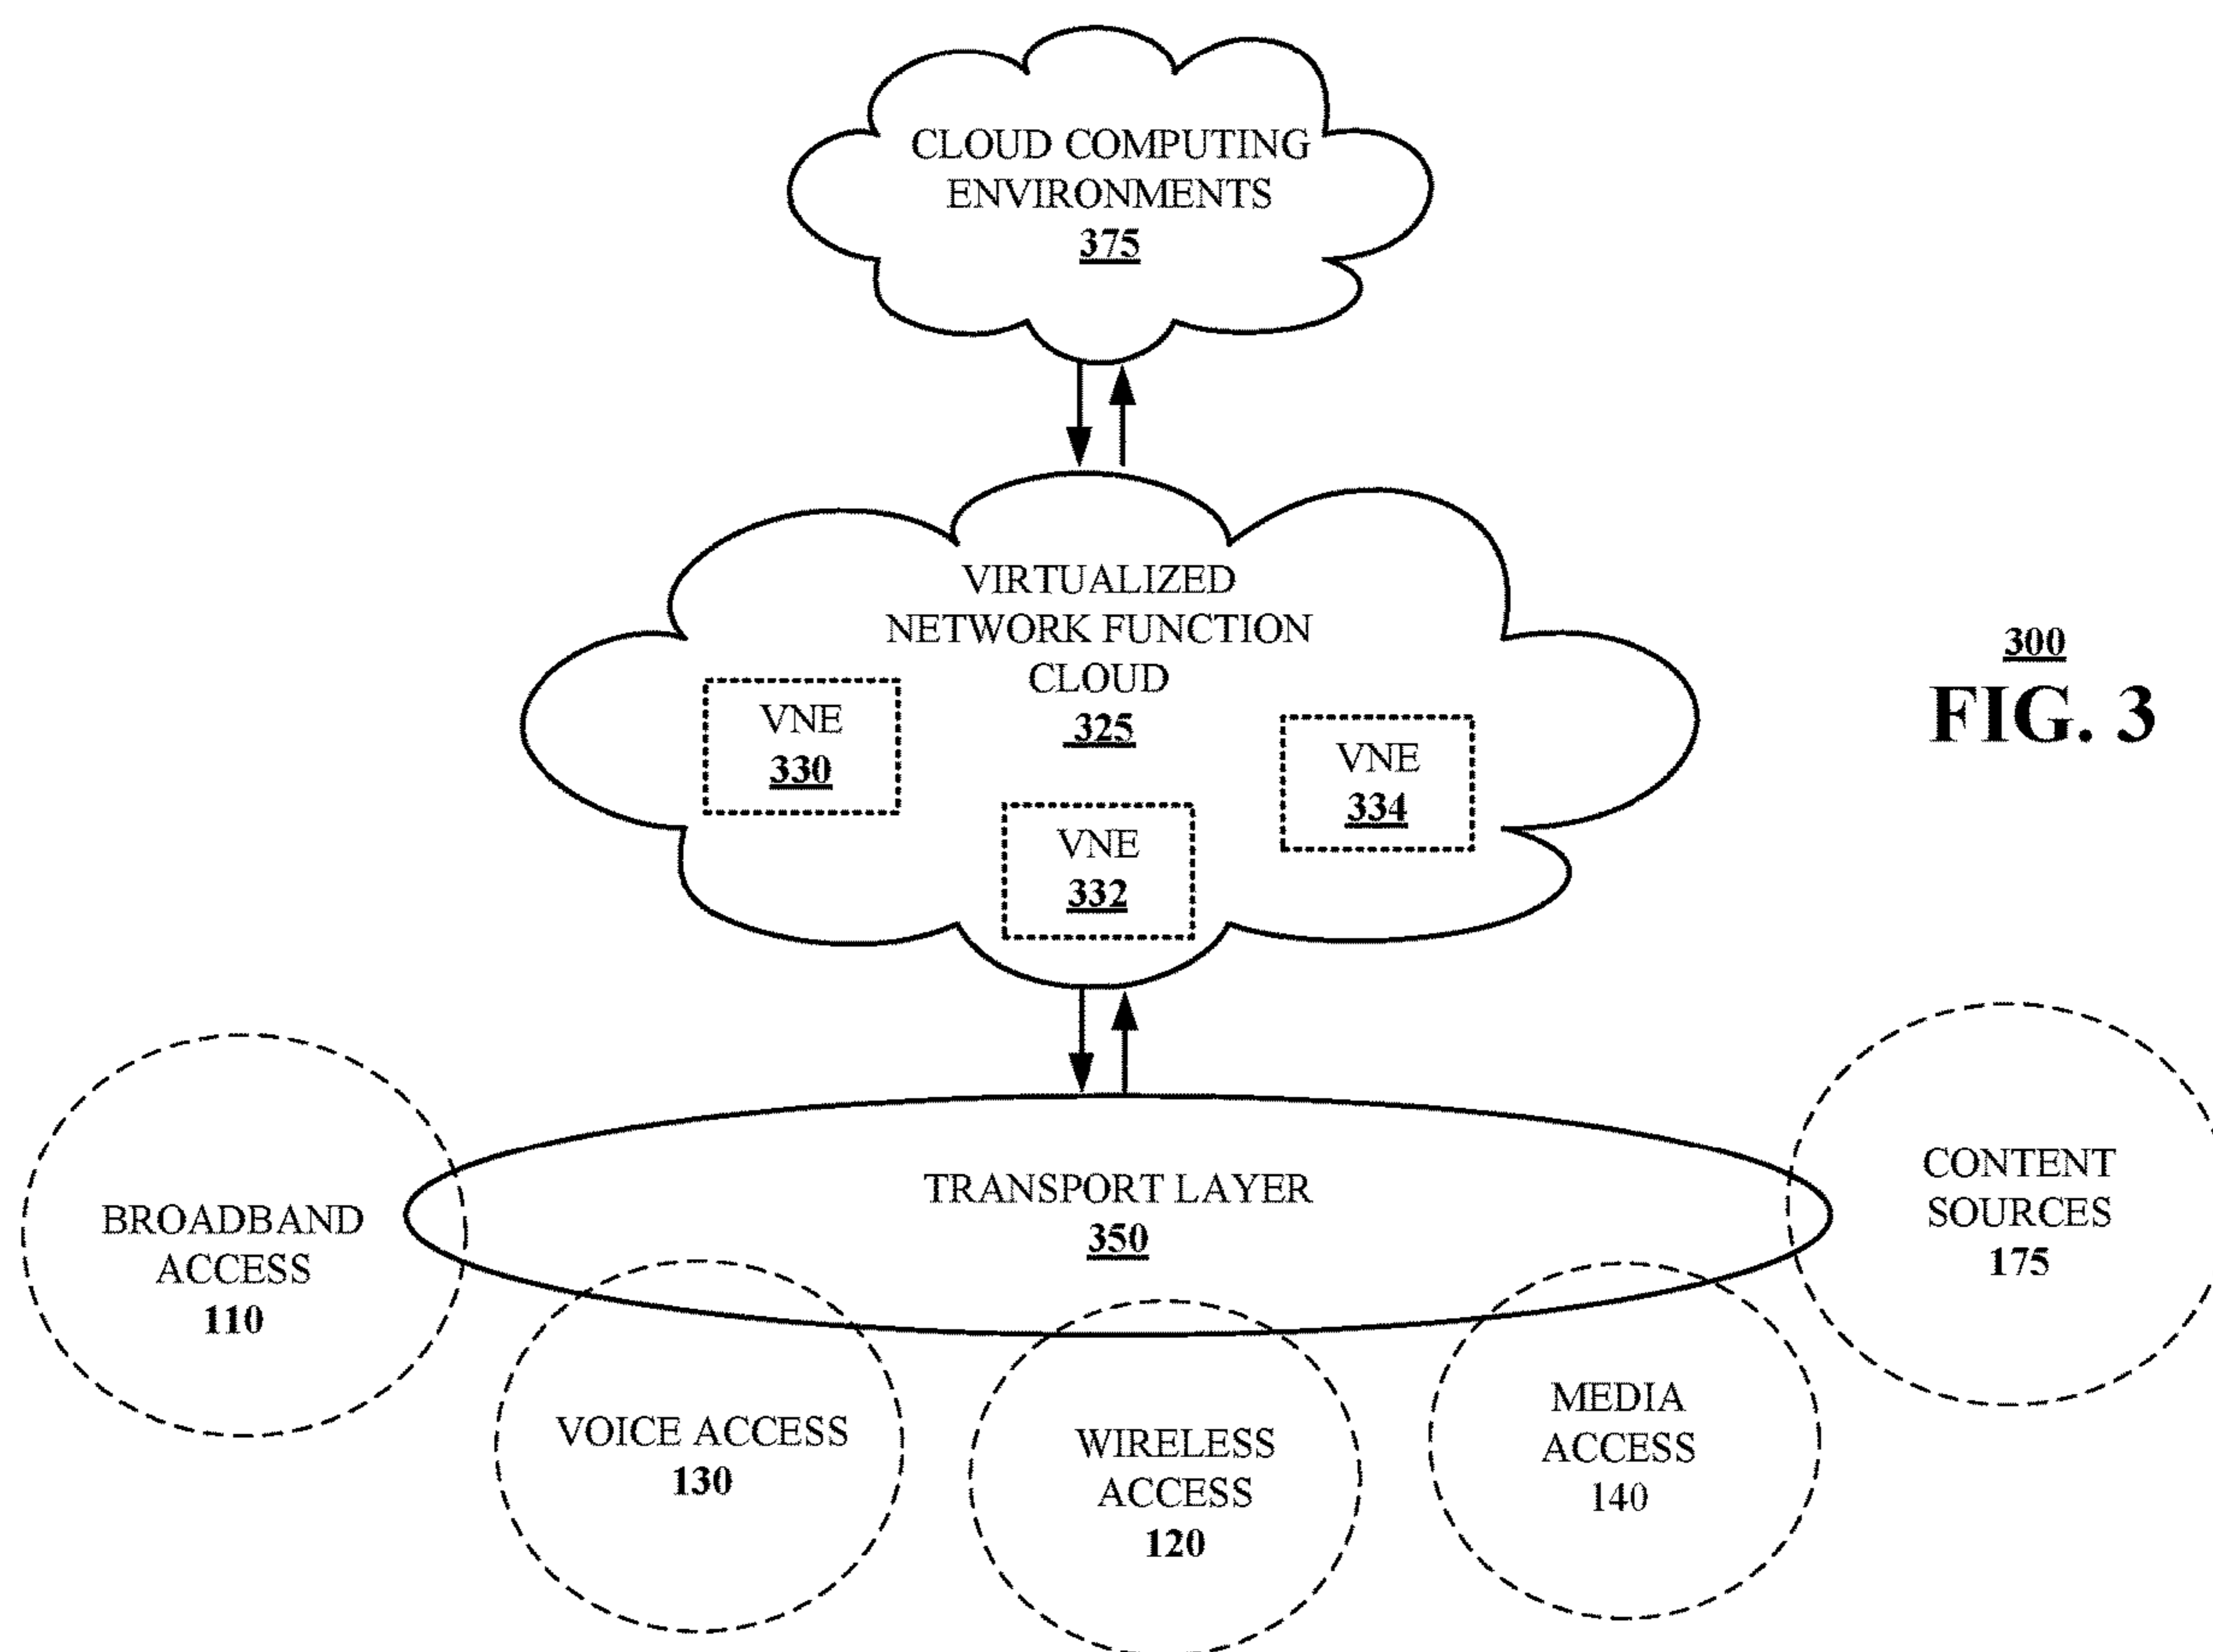 CLOUD COMPUTING
ENVIRONMENTS
375
VIRTUALIZED
NETWORK FUNCTION
CLOUD
325
VNE
330
VNE
332
VNE
334
300
FIG. 3
TRANSPORT LAYER
350
BROADBAND
ACCESS
110
VOICE ACCESS
130
WIRELESS
ACCESS
120
MEDIA
ACCESS
140
CONTENT
SOURCES
175